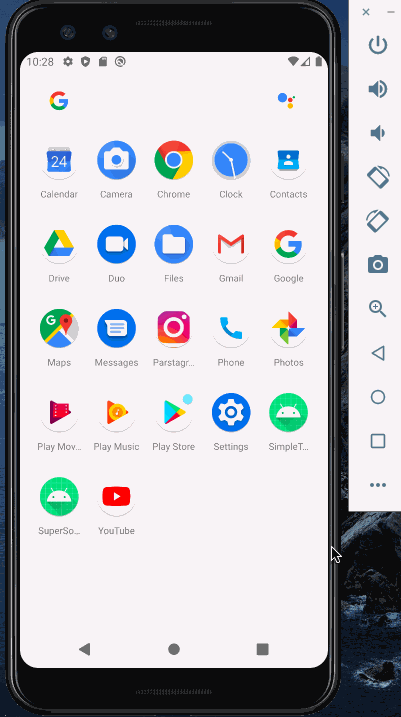 10:28
24
Calendar Camera Chrome Clock Contacts
Drive Duo Files Gmail Google
Maps Messages Parstagr... Phone Photos
Play Mov... Play Music Play Store Settings SimpleT...
SuperSo... YouTube